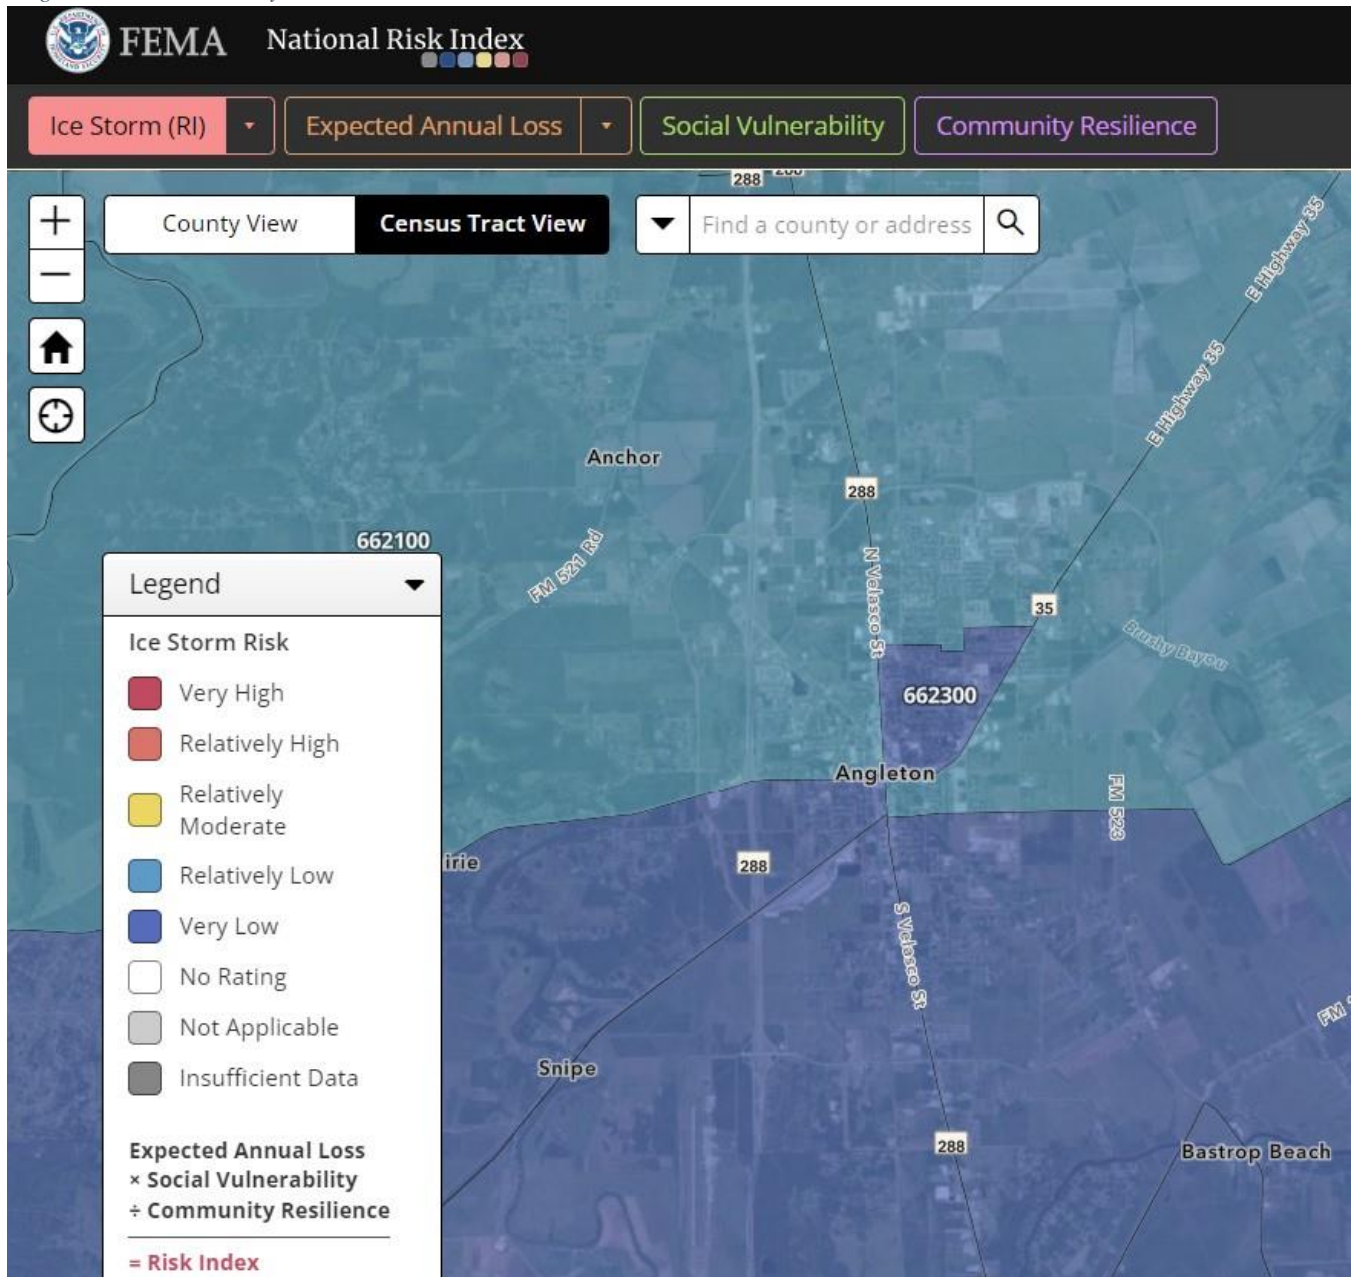 FEMA National Risk Index
Ice Storm (RI) Expected Annual Loss Social Vulnerability Community Resilience
288
County View Census Tract View Find a county or address
E Highway 35
E Highway 35
Anchor
288
662100
FM 521 Rd
N Velasco St
35
Brushy Bayou
662300
Angleton
FM 523
irie
288
S Velasco St
FM
Snipe
288
Bastrop Beach
Legend
Ice Storm Risk
Very High
Relatively High
Relatively
Moderate
Relatively Low
Very Low
No Rating
Not Applicable
Insufficient Data
Expected Annual Loss
× Social Vulnerability
÷ Community Resilience
= Risk Index